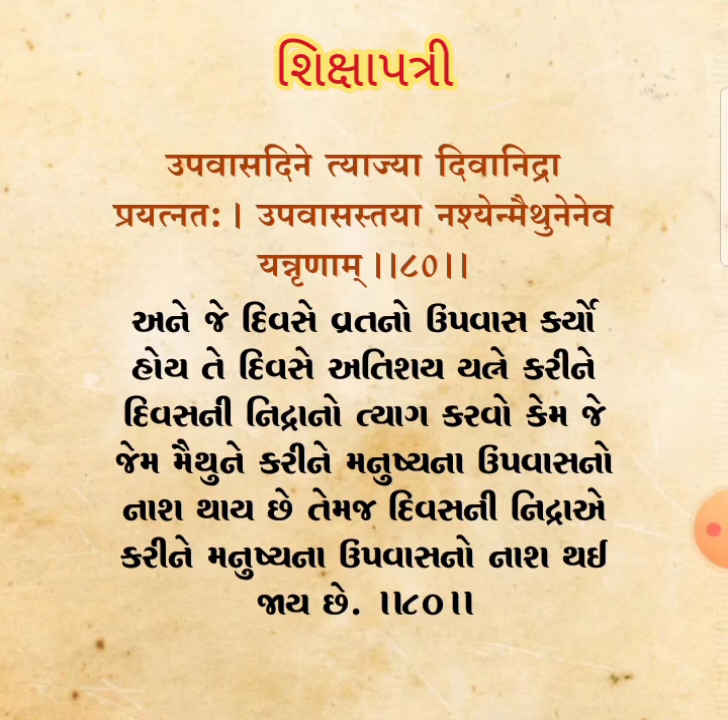 શિક્ષાપત્રી
उपवासदिने त्याज्या दिवानिद्रा
प्रयत्नतः। उपवासस्तया नश्येन्मैथुनेनेव
यन्नृणाम्।।८०।।
અને જે દિવસે વ્રતનો ઉપવાસ કર્યો
હોય તે દિવસે અતિશય યત્ને કરીને
દિવસની નિદ્રાનો ત્યાગ કરવો કેમ જે
જેમ મૈથુને કરીને મનુષ્યના ઉપવાસનો
નાશ થાય છે તેમજ દિવસની નિદ્રાએ
કરીને મનુષ્યના ઉપવાસનો નાશ થઈ
જાય છે. ।।૮૦।।